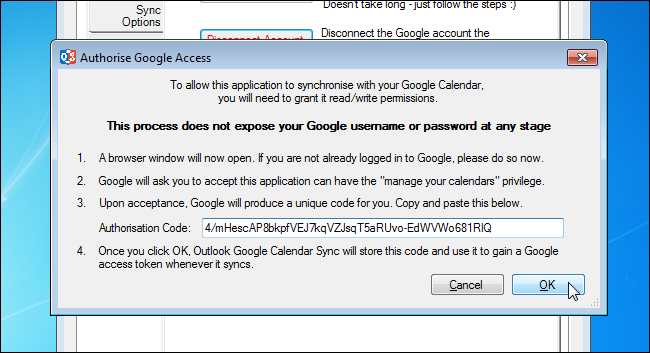 Sync
Options
Doesn't take long - just follow the steps :)
Disconnect Account
Disconnect the Google account the
Authorise Google Access
To allow this application to synchronise with your Google Calendar,
you will need to grant it read/write permissions.
This process does not expose your Google username or password at any stage
1. A browser window will now open. If you are not already logged in to Google, please do so now.
2. Google will ask you to accept this application can have the "manage your calendars" privilege.
3. Upon acceptance, Google will produce a unique code for you. Copy and paste this below.
Authorisation Code: 4/mHescAP8bkpfVEJ7kqVZJsqT5aRUvo-EdWVWo681RIQ
4. Once you click OK, Outlook Google Calendar Sync will store this code and use it to gain a Google
access token whenever it syncs.
Cancel OK